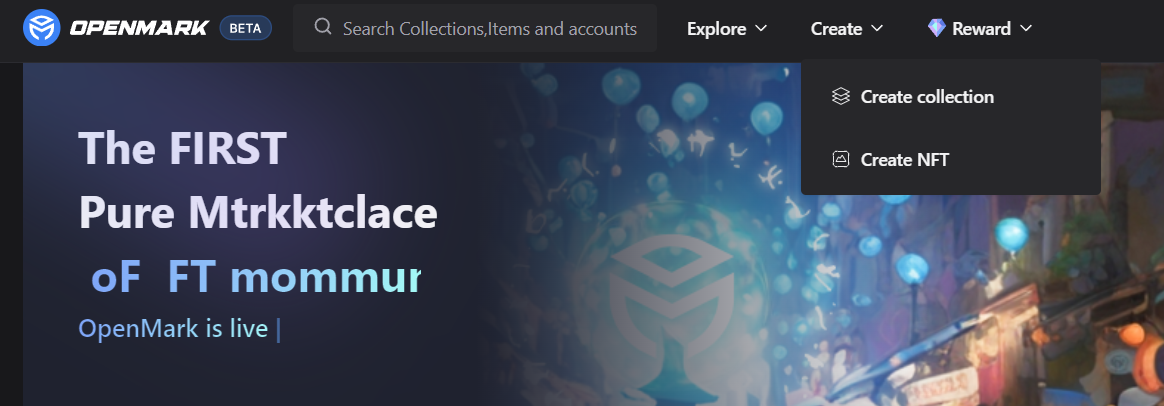 OPENMARK BETA Search Collections,Items and accounts Explore Create Reward
Create collection
Create NFT
The FIRST
Pure Mtrkktclace
oF FT mommur
OpenMark is live |